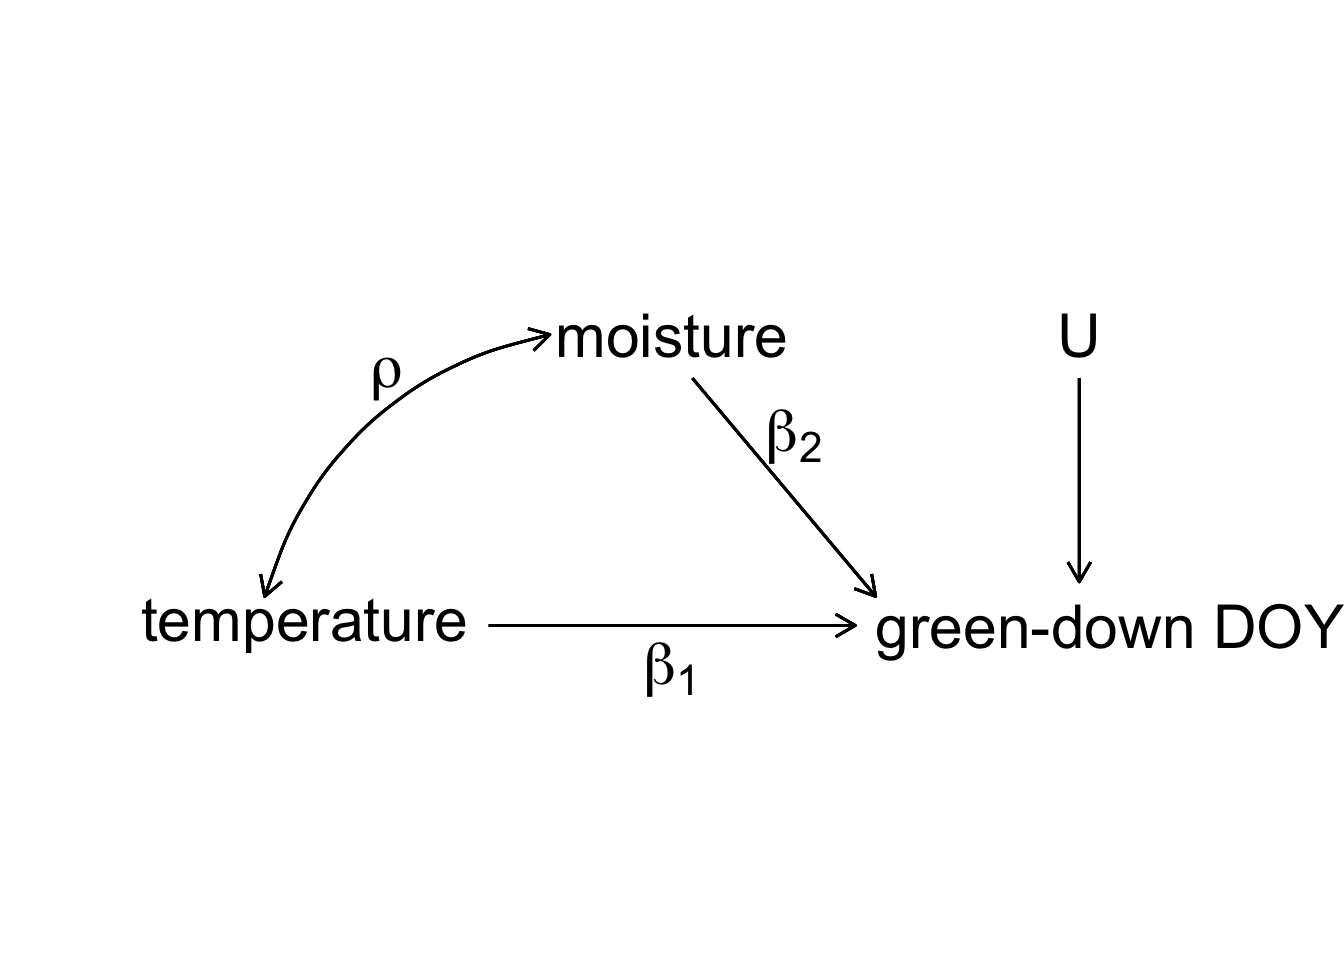 moisture
U
ρ
β2
temperature
green-down DOY
β1